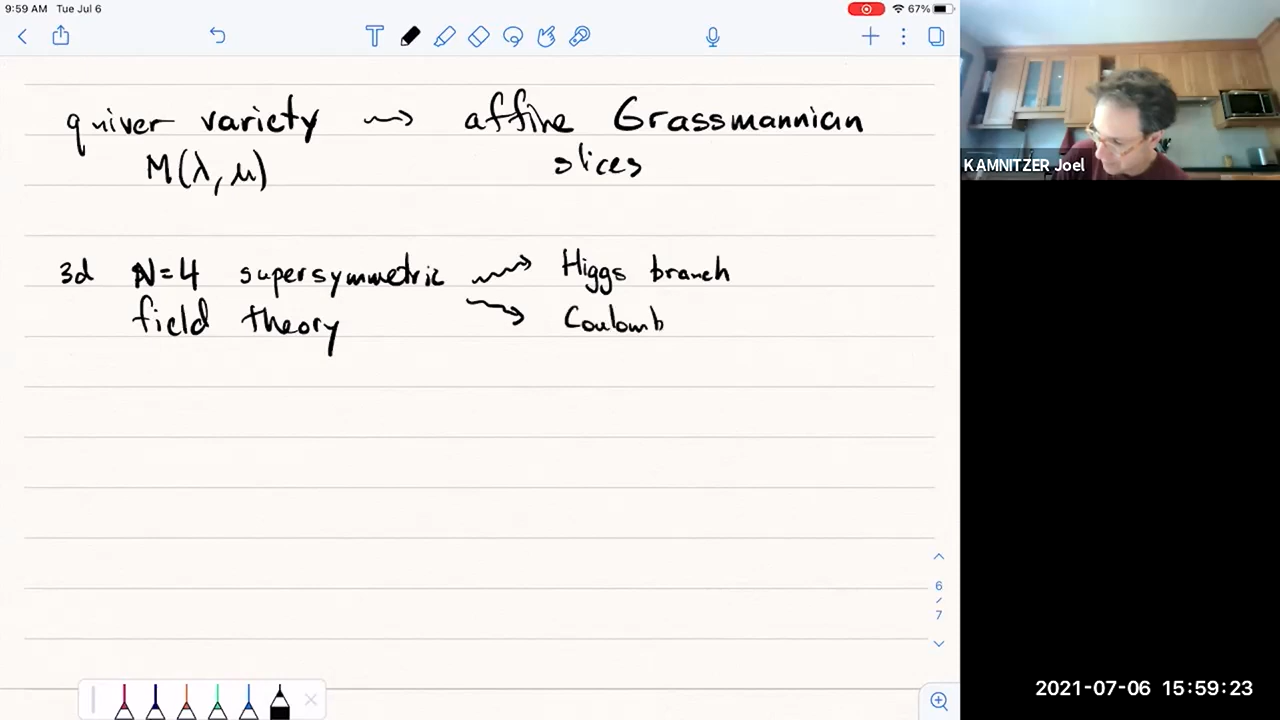 9:59 AM Tue Jul 6
67%
quiver variety ⇝ affine Grassmannian
M(λ, μ) slices
3d N=4 supersymmetric ⇝ Higgs branch
field theory ⇝ Coulomb
6
/
7
KAMNITZER Joel
2021-07-06 15:59:23